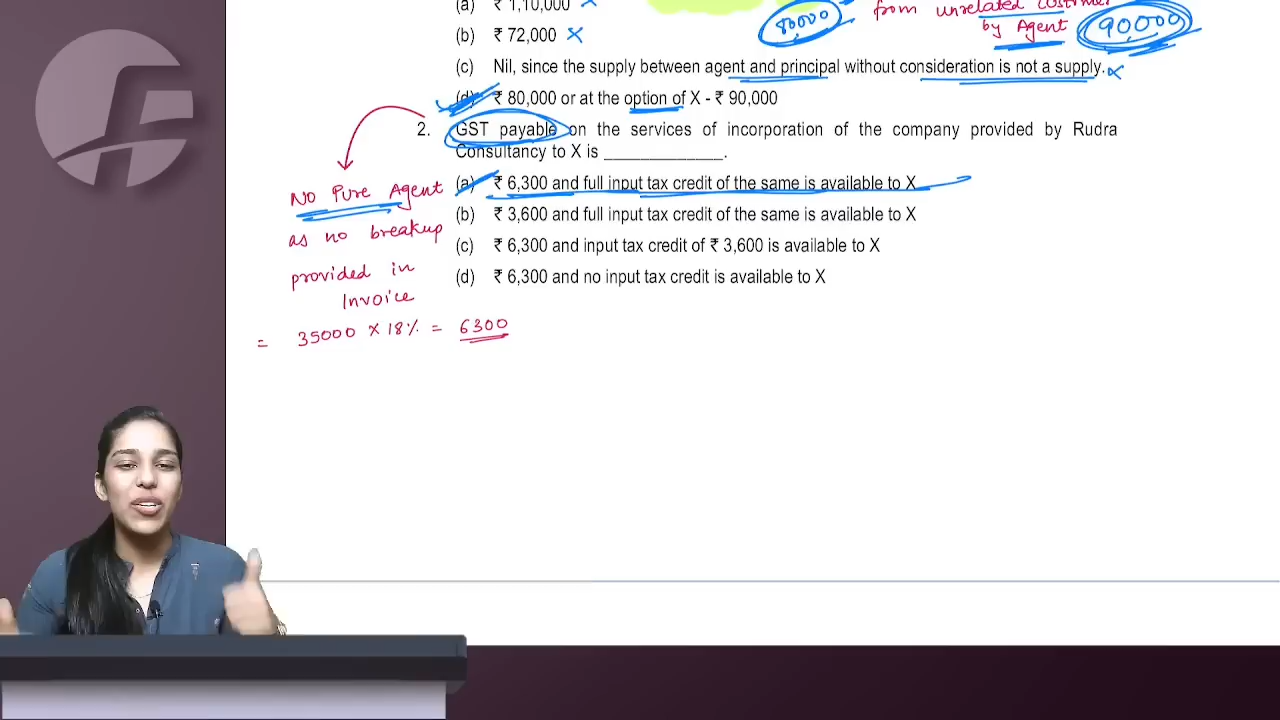 (a) ₹ 1,10,000 ×
from unrelated customer
80000
by Agent 90,000
(b) ₹ 72,000 ×
(c) Nil, since the supply between agent and principal without consideration is not a supply. ×
(d) ₹ 80,000 or at the option of X - ₹ 90,000
2. GST payable on the services of incorporation of the company provided by Rudra
Consultancy to X is _____________.
(a) ₹ 6,300 and full input tax credit of the same is available to X
(b) ₹ 3,600 and full input tax credit of the same is available to X
(c) ₹ 6,300 and input tax credit of ₹ 3,600 is available to X
(d) ₹ 6,300 and no input tax credit is available to X
No Pure Agent
as no breakup
provided in
Invoice
= 35000 × 18% = 6300